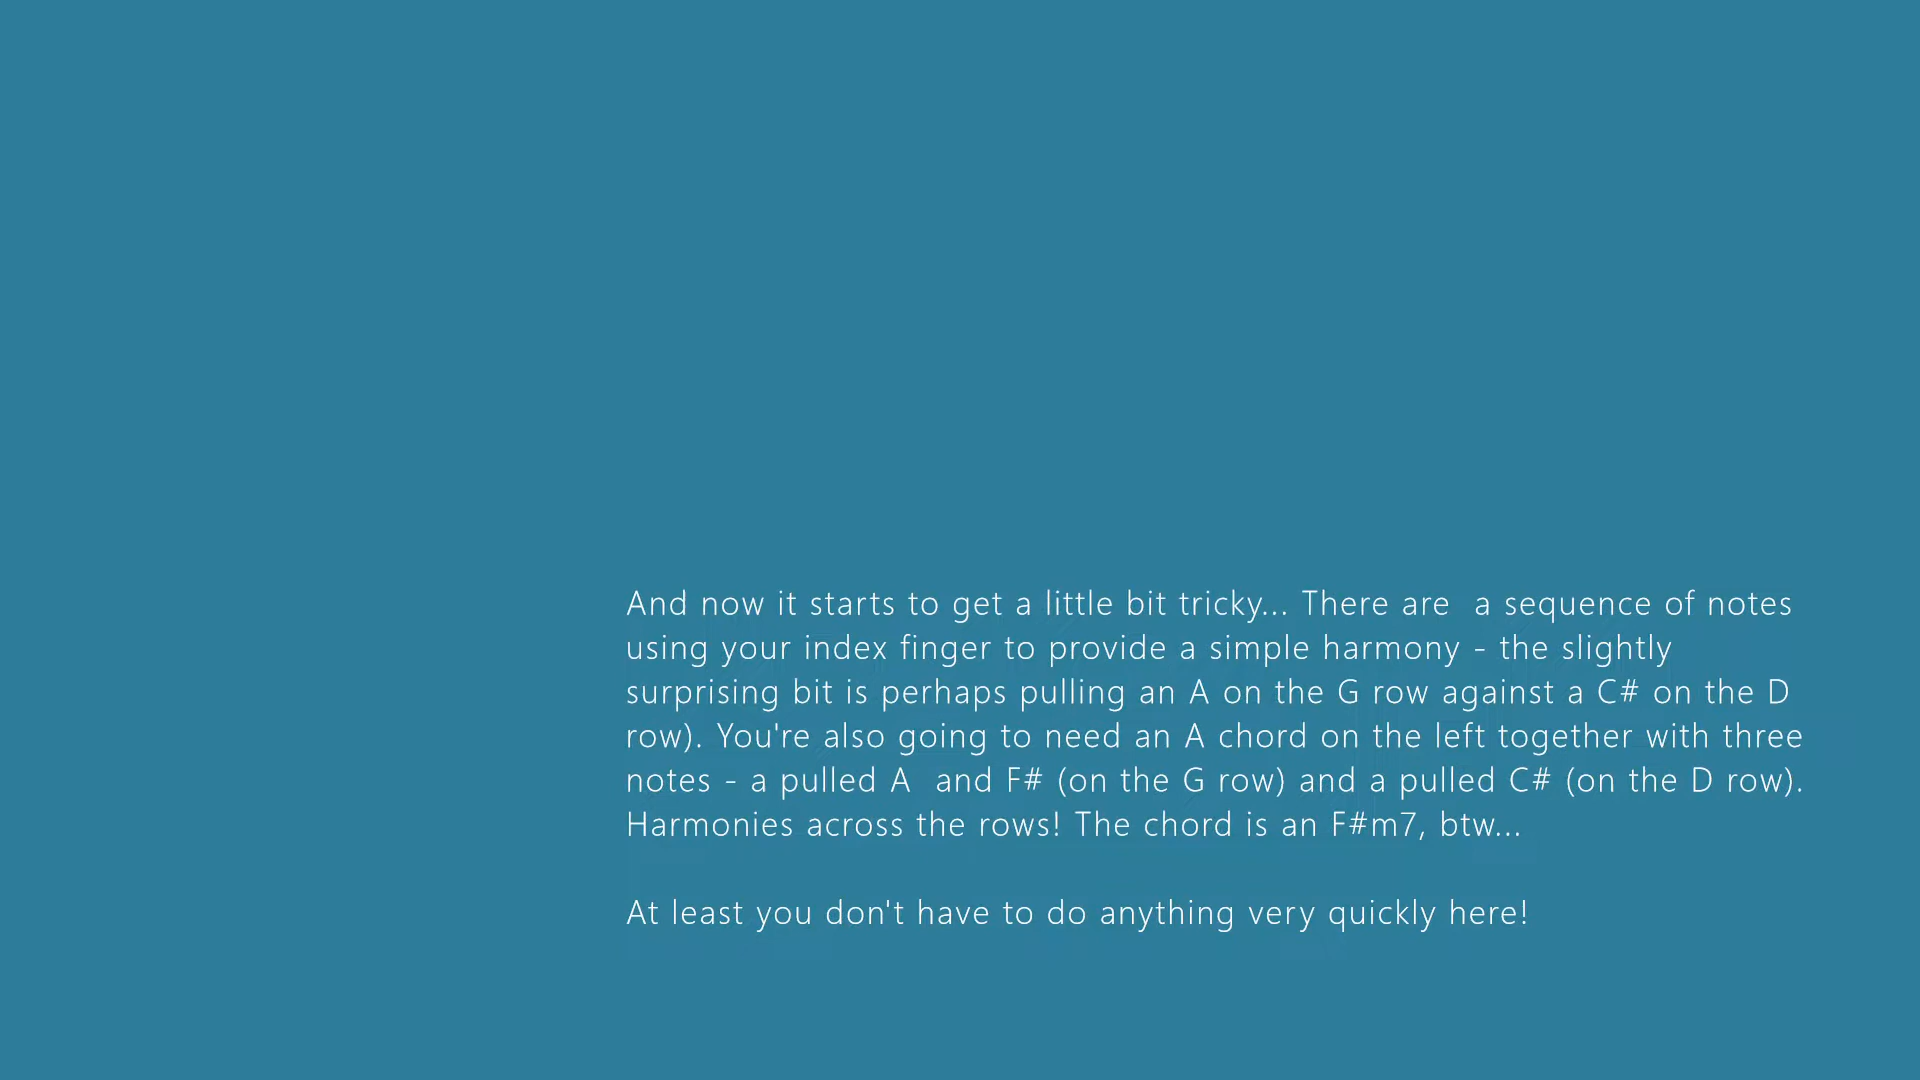 And now it starts to get a little bit tricky... There are  a sequence of notes
using your index finger to provide a simple harmony - the slightly
surprising bit is perhaps pulling an A on the G row against a C# on the D
row). You're also going to need an A chord on the left together with three
notes - a pulled A  and F# (on the G row) and a pulled C# (on the D row).
Harmonies across the rows! The chord is an F#m7, btw...
At least you don't have to do anything very quickly here!